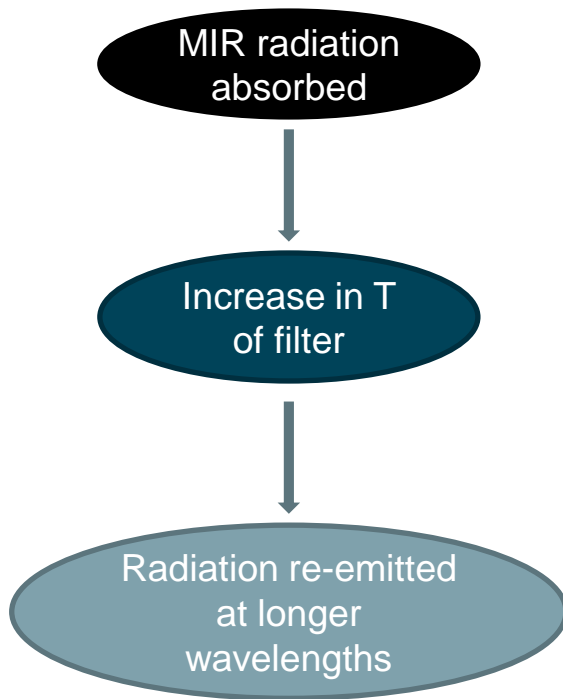 MIR radiation
absorbed
Increase in T
of filter
Radiation re-emitted
at longer
wavelengths